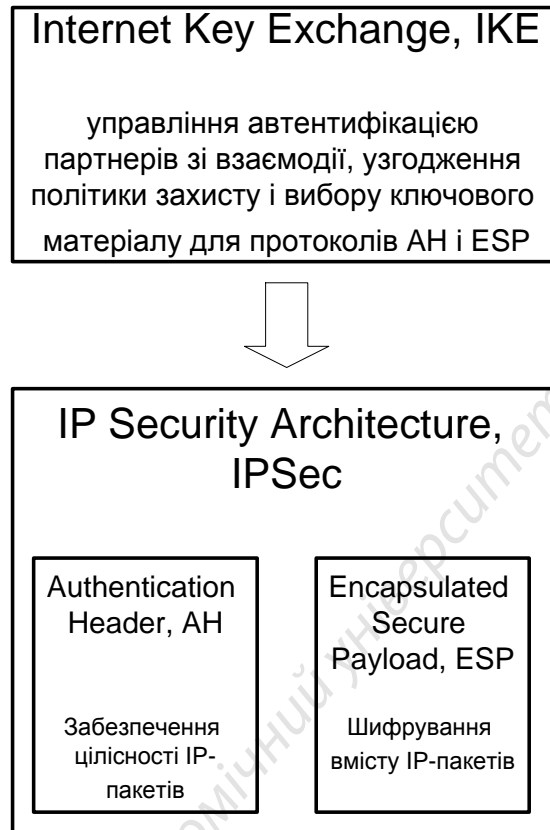 Internet Key Exchange, IKE
управління автентифікацією
партнерів зі взаємодії, узгодження
політики захисту і вибору ключового
матеріалу для протоколів AH і ESP
IP Security Architecture,
IPSec
Authentication
Header, AH
Забезпечення
цілісності IP-
пакетів
Encapsulated
Secure
Payload, ESP
Шифрування
вмісту IP-пакетів